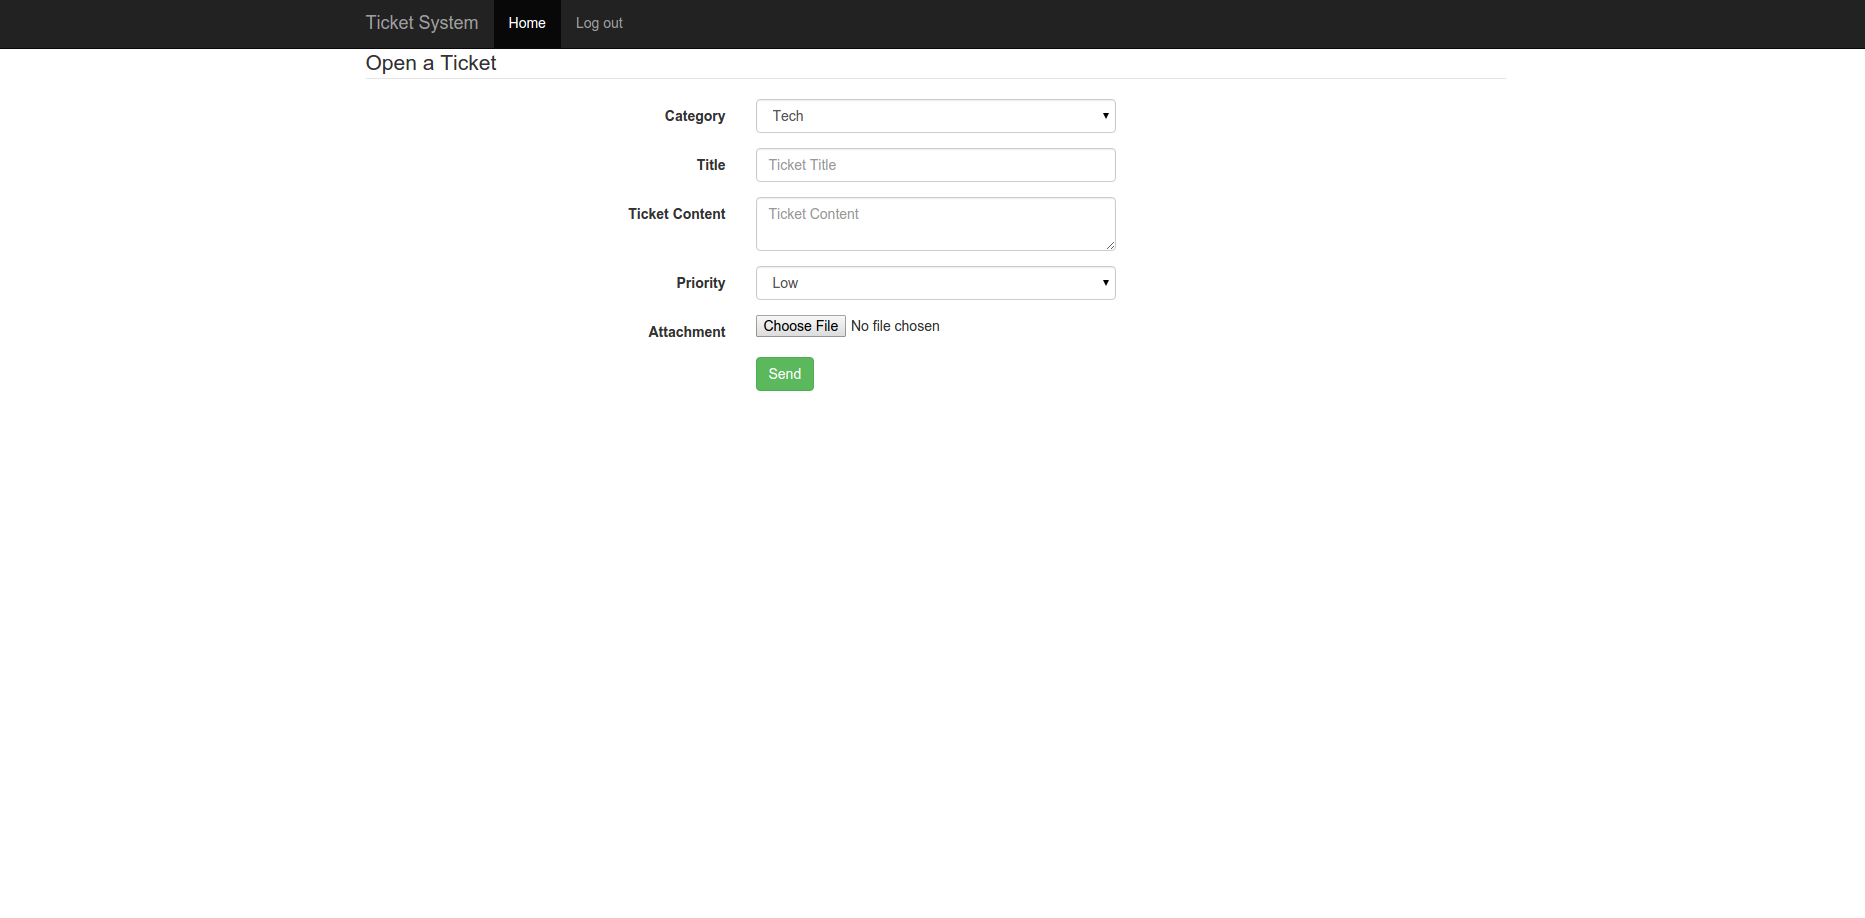 Ticket System Home Log out
Open a Ticket
Category Tech
Title Ticket Title
Ticket Content Ticket Content
Priority Low
Attachment Choose File No file chosen
Send